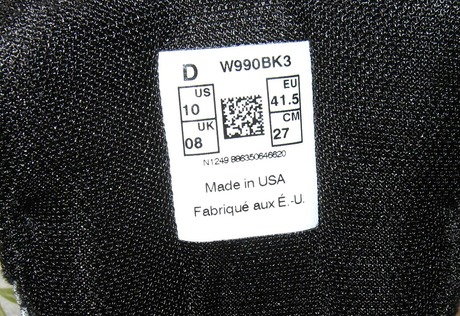 D W990BK3
US 10 EU 41.5
UK 08 CM 27
N1249 886350646620
Made in USA
Fabriqué aux É.-U.